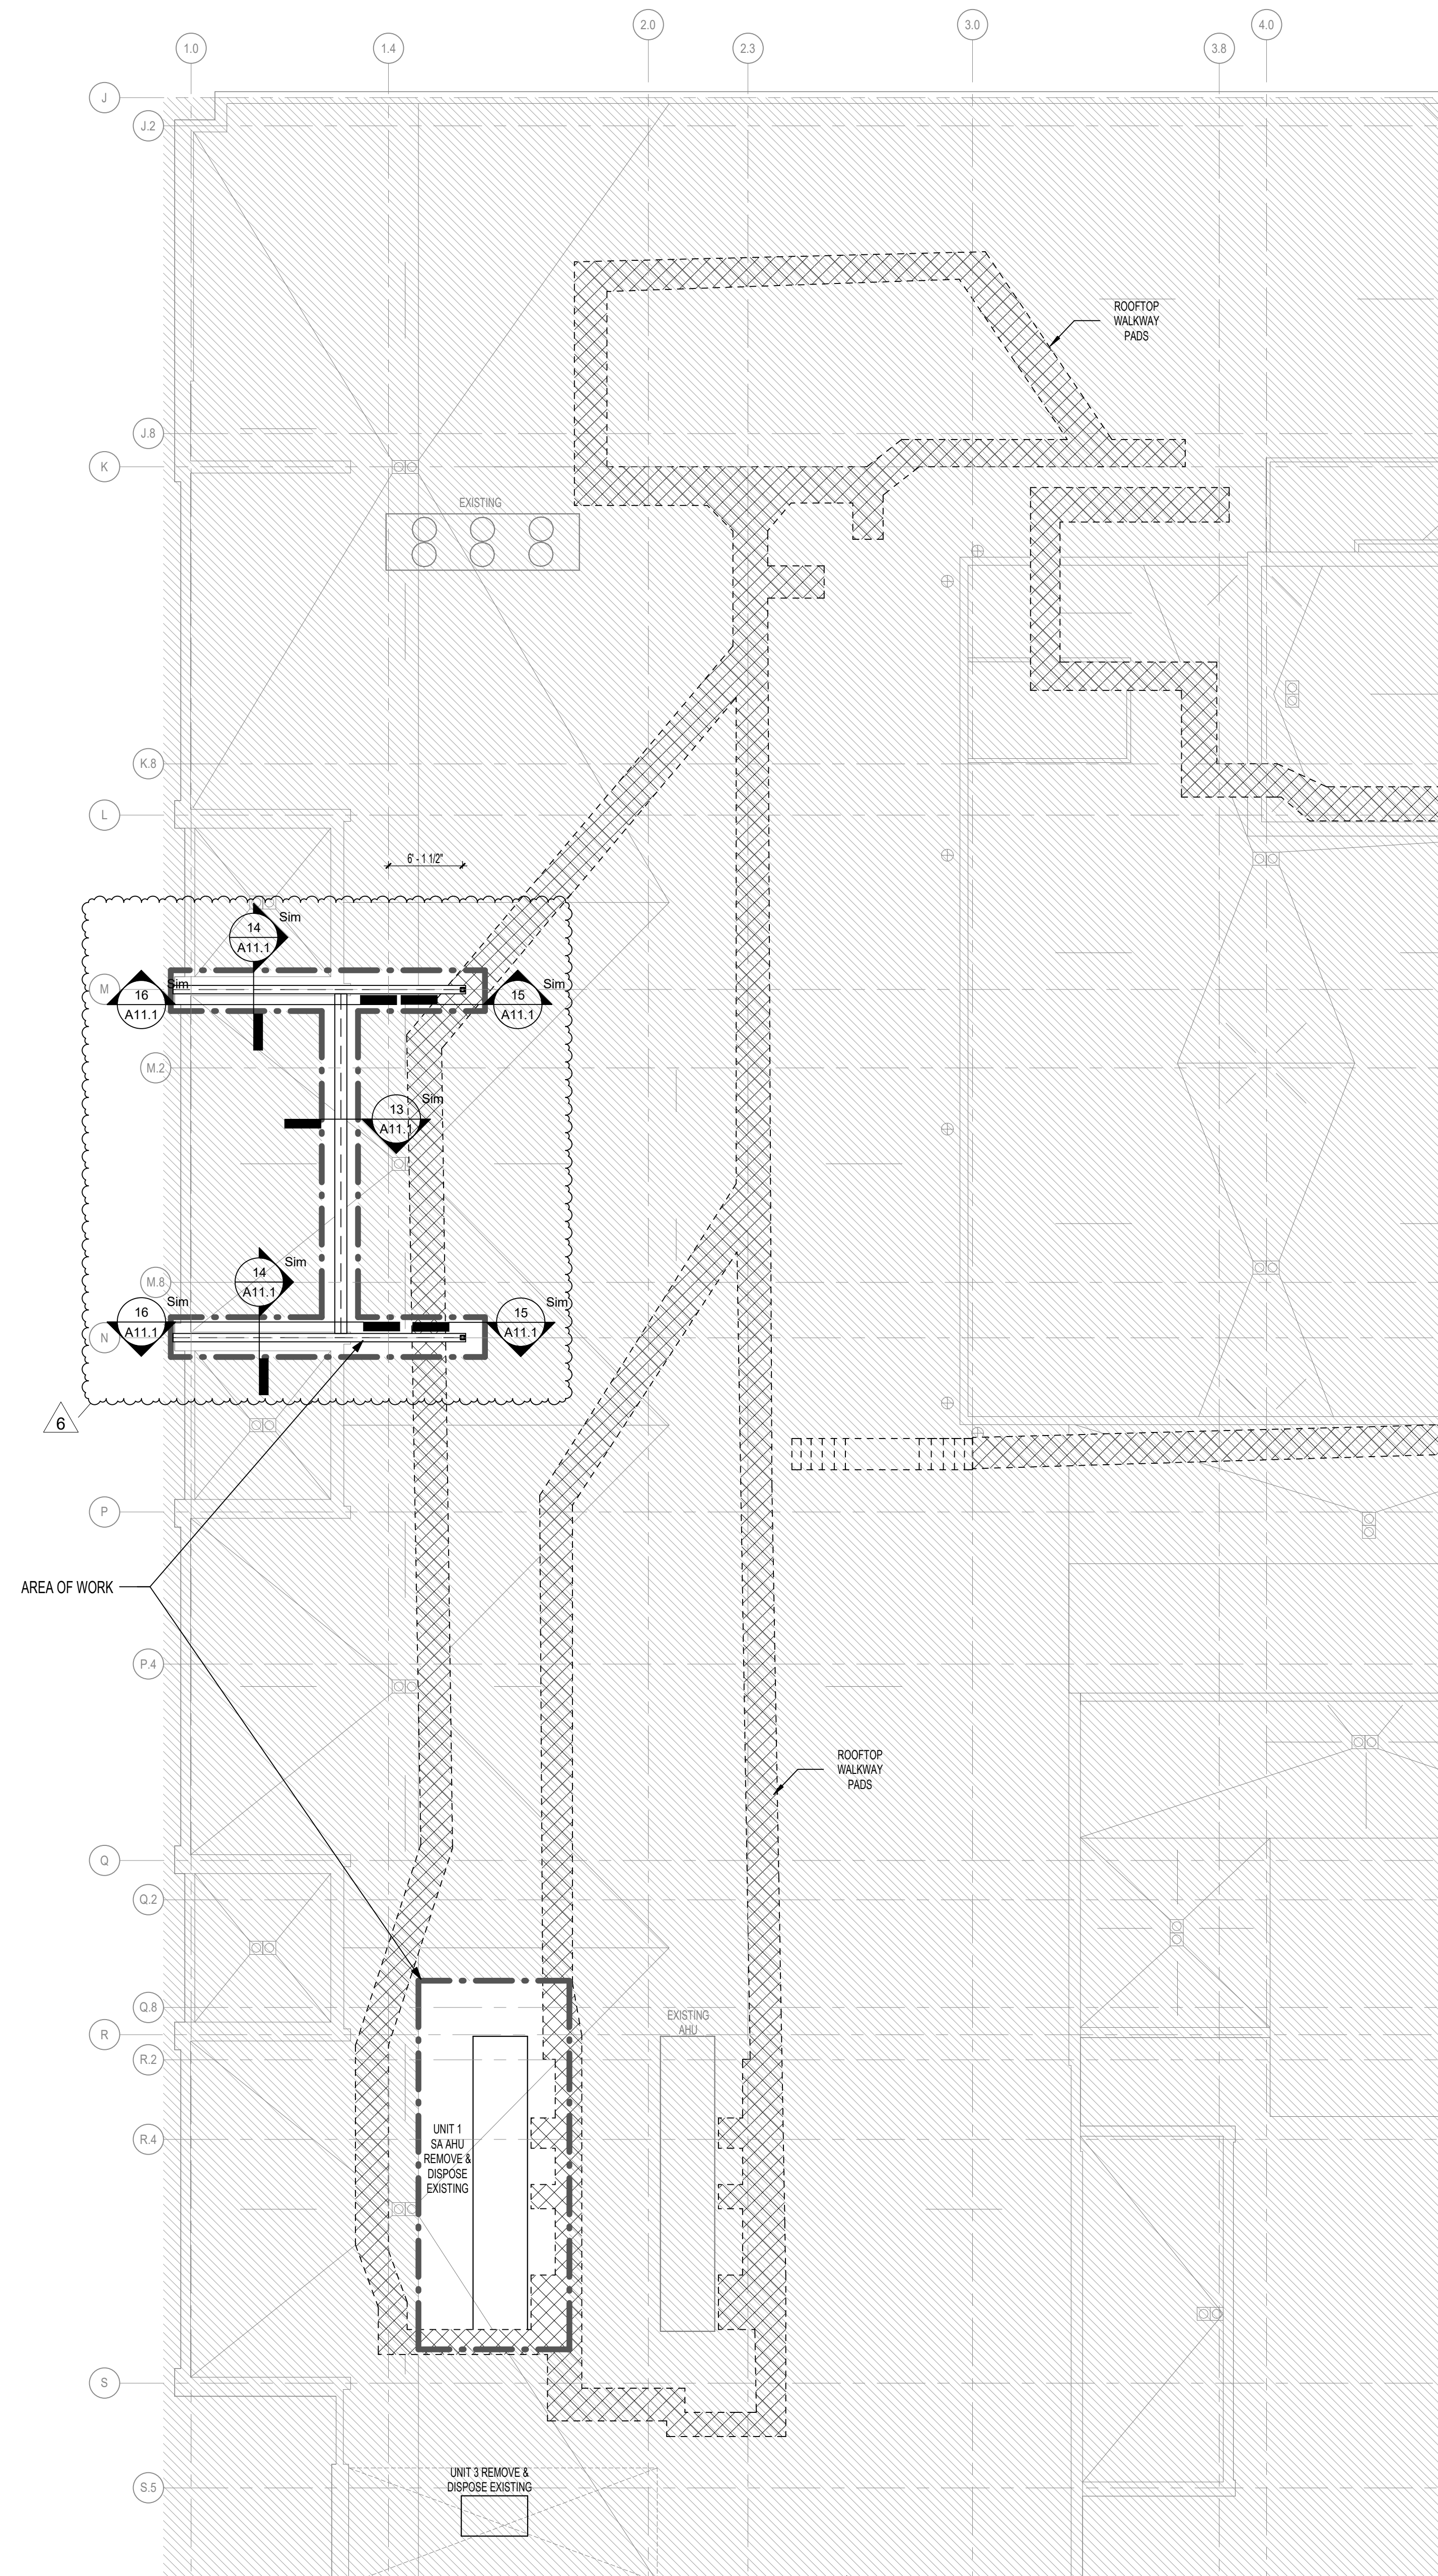 2.0
3.0
4.0
1.0
1.4
2.3
3.8
J
J.2
ROOFTOP
WALKWAY
PADS
J.8
K
EXISTING
K.8
L
6' - 1 1/2"
14
A11.1
Sim
M
16
A11.1
Sim
15
A11.1
Sim
M.2
13
A11.1
Sim
M.8
14
A11.1
Sim
N
16
A11.1
Sim
15
A11.1
Sim
6
P
AREA OF WORK
P.4
ROOFTOP
WALKWAY
PADS
Q
Q.2
Q.8
R
EXISTING
AHU
R.2
R.4
UNIT 1
SA AHU
REMOVE &
DISPOSE
EXISTING
S
UNIT 3 REMOVE &
DISPOSE EXISTING
S.5